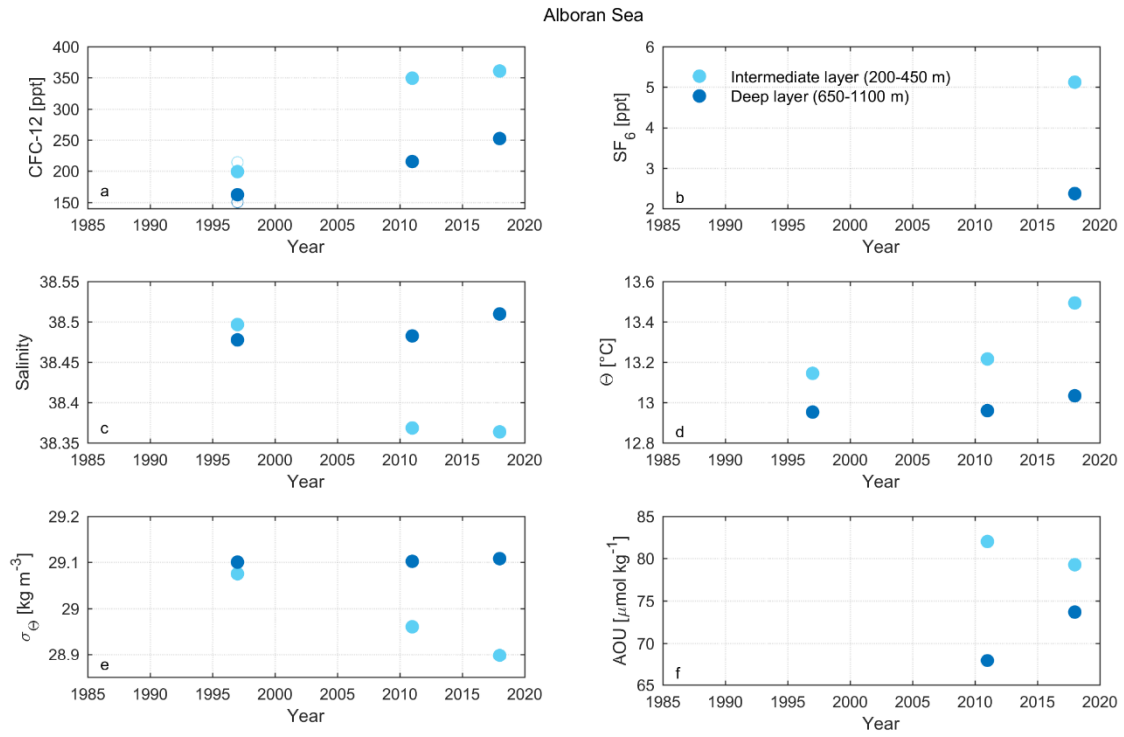 Alboran Sea
400
350
300
250
200
150
CFC-12 [ppt]
a
1985 1990 1995 2000 2005 2010 2015 2020
Year
6
5
4
3
2
SF6 [ppt]
Intermediate layer (200-450 m)
Deep layer (650-1100 m)
b
1985 1990 1995 2000 2005 2010 2015 2020
Year
38.55
38.5
38.45
38.4
38.35
Salinity
c
1985 1990 1995 2000 2005 2010 2015 2020
Year
13.6
13.4
13.2
13
12.8
Θ [°C]
d
1985 1990 1995 2000 2005 2010 2015 2020
Year
29.2
29.1
29
28.9
σΘ [kg m-3]
e
1985 1990 1995 2000 2005 2010 2015 2020
Year
85
80
75
70
65
AOU [μmol kg-1]
f
1985 1990 1995 2000 2005 2010 2015 2020
Year